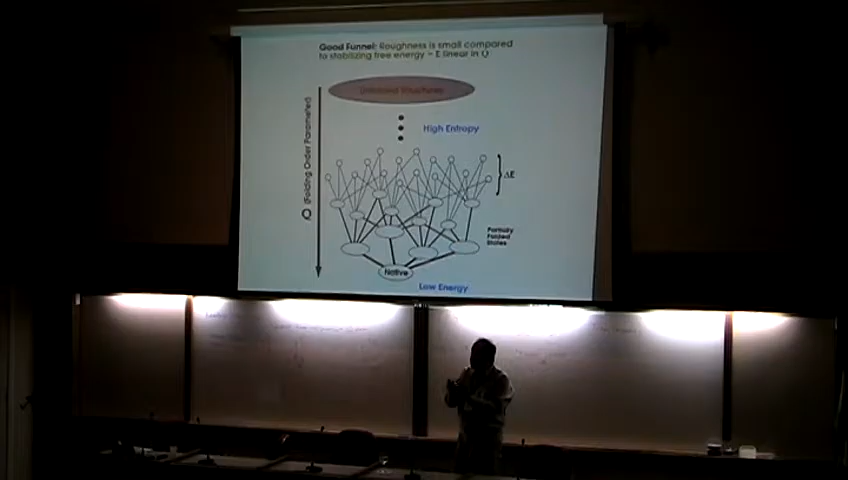 Good Funnel: Roughness is small compared
to stabilizing free energy - E linear in Q
Unfolded Structures
High Entropy
Q (Folding Order Parameter)
ΔE
Partially
Folded
States
Native
Low Energy